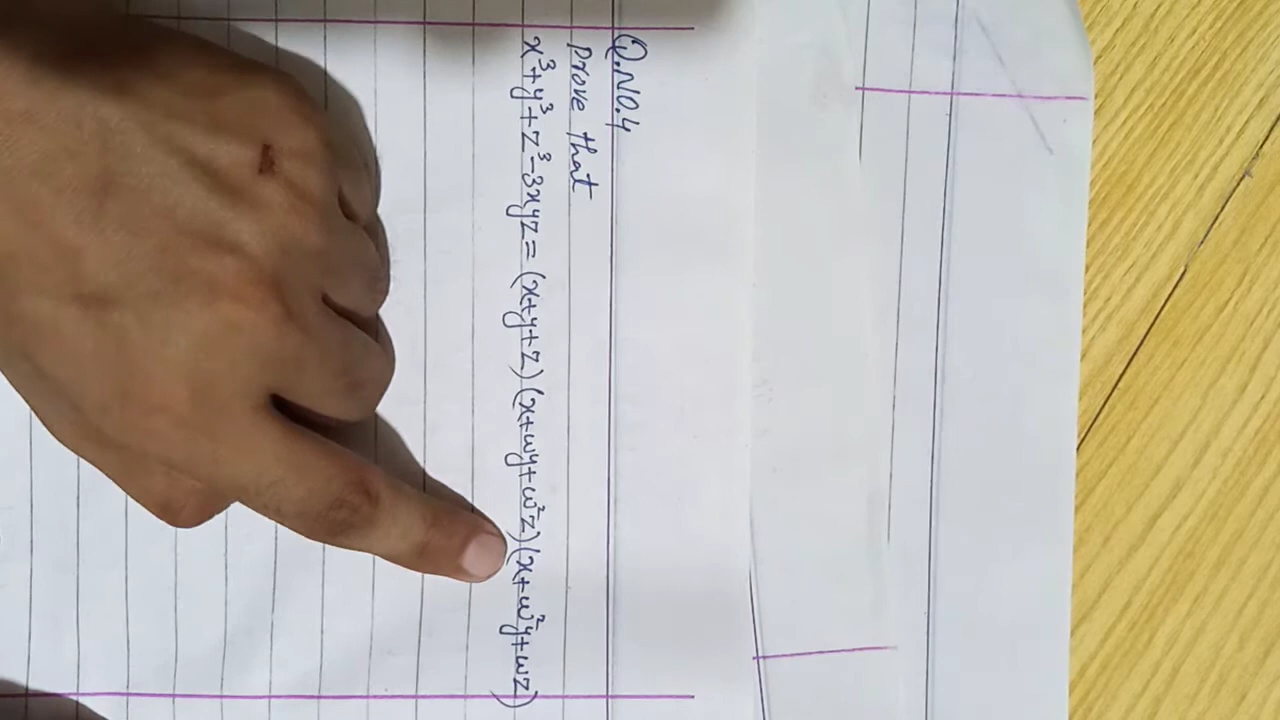 Q.No.4
prove that
x³+y³+z³-3xyz=(x+y+z)(x+ωy+ω²z)(x+ω²y+ωz)